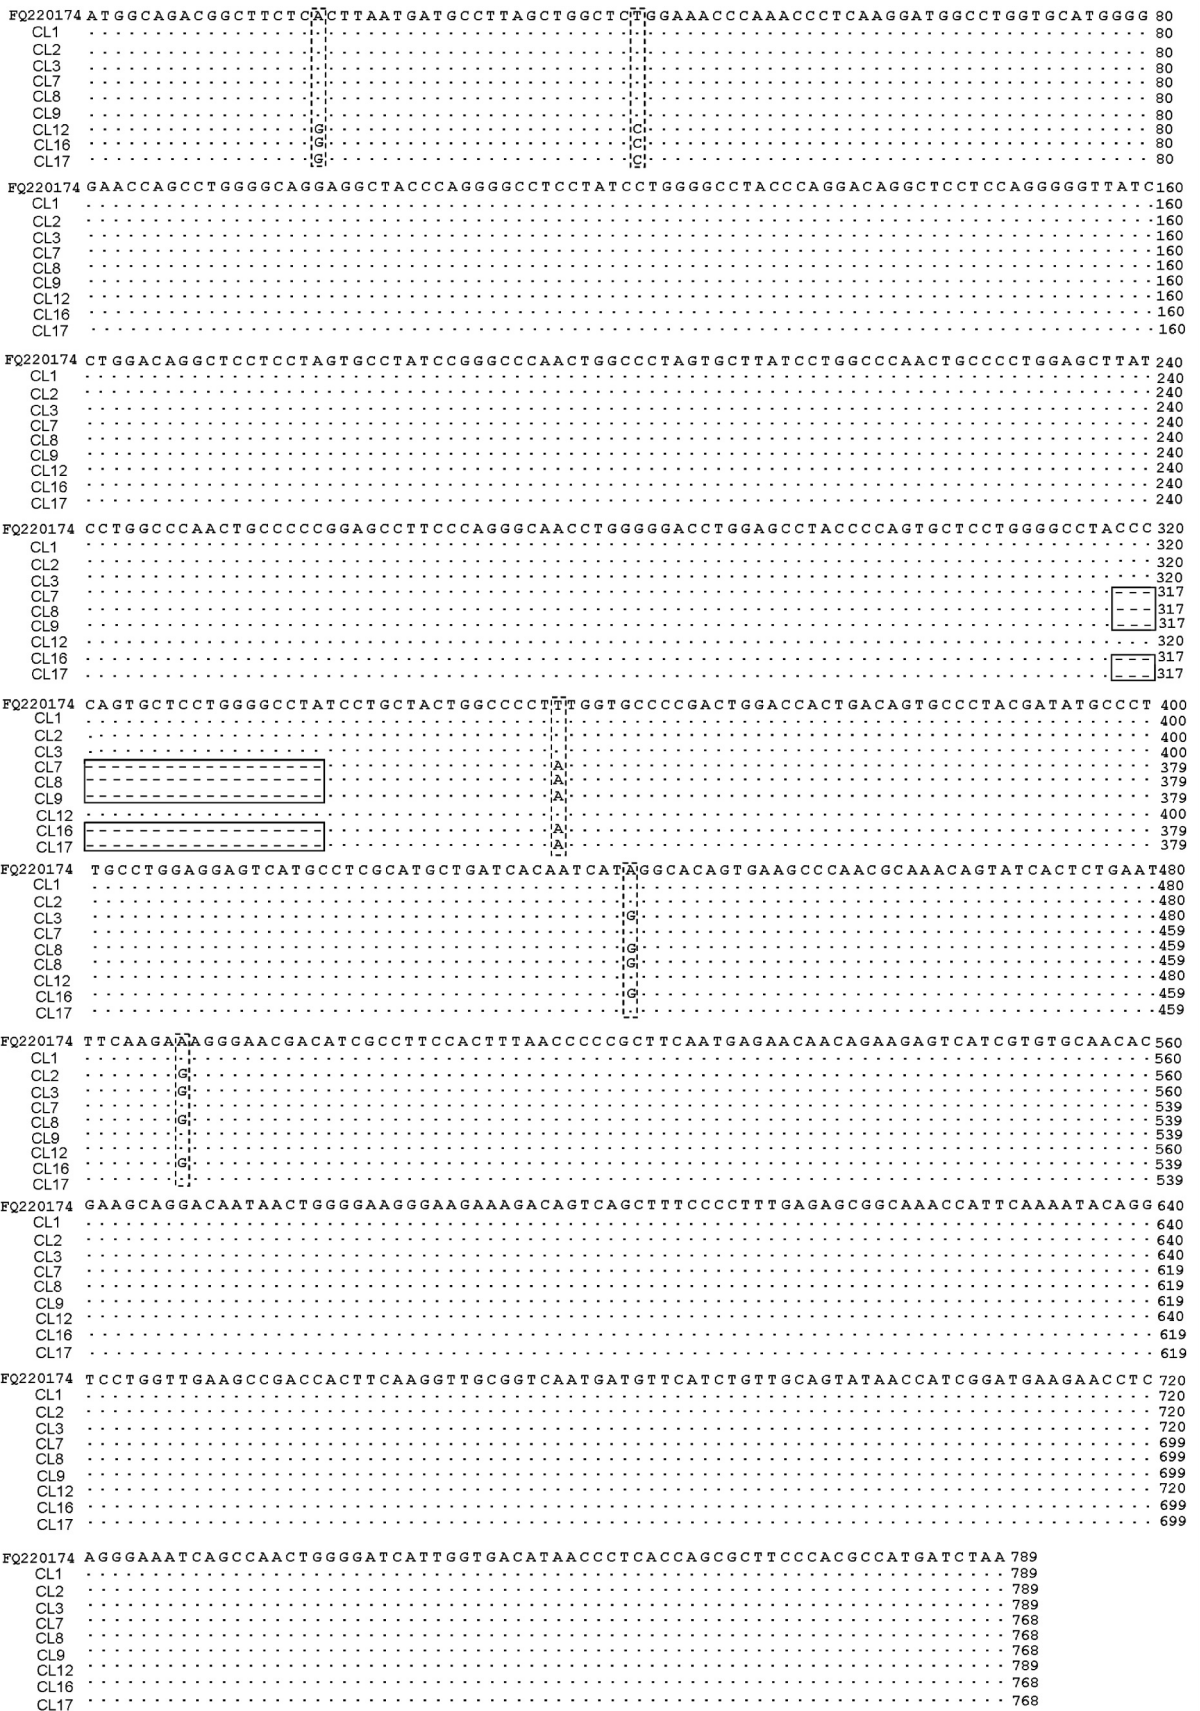 FQ220174 ATGGCAGACGGCTTCTCACTTAATGATGCCTTAGCTGGCTCTGGAAACCCAAACCCTCAAGGATGGCCTGGTGCATGGGG 80
CL1 80
CL2 80
CL3 80
CL7 80
CL8 80
CL9 80
CL12 G C 80
CL16 G C 80
CL17 G C 80
FQ220174 GAACCAGCCTGGGGCAGGAGGCTACCCAGGGGCCTCCTATCCTGGGGCCTACCCAGGACAGGCTCCTCCAGGGGGTTATC 160
CL1 160
CL2 160
CL3 160
CL7 160
CL8 160
CL9 160
CL12 160
CL16 160
CL17 160
FQ220174 CTGGACAGGCTCCTCCTAGTGCCTATCCGGGCCCAACTGGCCCTAGTGCTTATCCTGGCCCAACTGCCCCTGGAGCTTAT 240
CL1 240
CL2 240
CL3 240
CL7 240
CL8 240
CL9 240
CL12 240
CL16 240
CL17 240
FQ220174 CCTGGCCCAACTGCCCCCGGAGCCTTCCCAGGGCAACCTGGGGGACCTGGAGCCTACCCCAGTGCTCCTGGGGCCTACCC 320
CL1 320
CL2 320
CL3 320
CL7 --- 317
CL8 --- 317
CL9 --- 317
CL12 320
CL16 --- 317
CL17 --- 317
FQ220174 CAGTGCTCCTGGGGCCTATCCTGCTACTGGCCCCTTTGGTGCCCCGACTGGACCACTGACAGTGCCCTACGATATGCCCT 400
CL1 400
CL2 400
CL3 400
CL7 ------------------ A 379
CL8 ------------------ A 379
CL9 ------------------ A 379
CL12 400
CL16 ------------------ A 379
CL17 ------------------ A 379
FQ220174 TGCCTGGAGGAGTCATGCCTCGCATGCTGATCACAATCATAGGCACAGTGAAGCCCAACGCAAACAGTATCACTCTGAAT 480
CL1 480
CL2 480
CL3 G 480
CL7 459
CL8 G 459
CL8 G 459
CL12 480
CL16 G 459
CL17 459
FQ220174 TTCAAGAAAGGGAACGACATCGCCTTCCACTTTAACCCCCGCTTCAATGAGAACAACAGAAGAGTCATCGTGTGCAACAC 560
CL1 560
CL2 G 560
CL3 G 560
CL7 539
CL8 G 539
CL9 539
CL12 560
CL16 G 539
CL17 539
FQ220174 GAAGCAGGACAATAACTGGGGAAGGGAAGAAAGACAGTCAGCTTTCCCCTTTGAGAGCGGCAAACCATTCAAAATACAGG 640
CL1 640
CL2 640
CL3 640
CL7 619
CL8 619
CL9 619
CL12 640
CL16 619
CL17 619
FQ220174 TCCTGGTTGAAGCCGACCACTTCAAGGTTGCGGTCAATGATGTTCATCTGTTGCAGTATAACCATCGGATGAAGAACCTC 720
CL1 720
CL2 720
CL3 720
CL7 699
CL8 699
CL9 699
CL12 720
CL16 699
CL17 699
FQ220174 AGGGAAATCAGCCAACTGGGGATCATTGGTGACATAACCCTCACCAGCGCTTCCCACGCCATGATCTAA 789
CL1 789
CL2 789
CL3 789
CL7 768
CL8 768
CL9 768
CL12 789
CL16 768
CL17 768